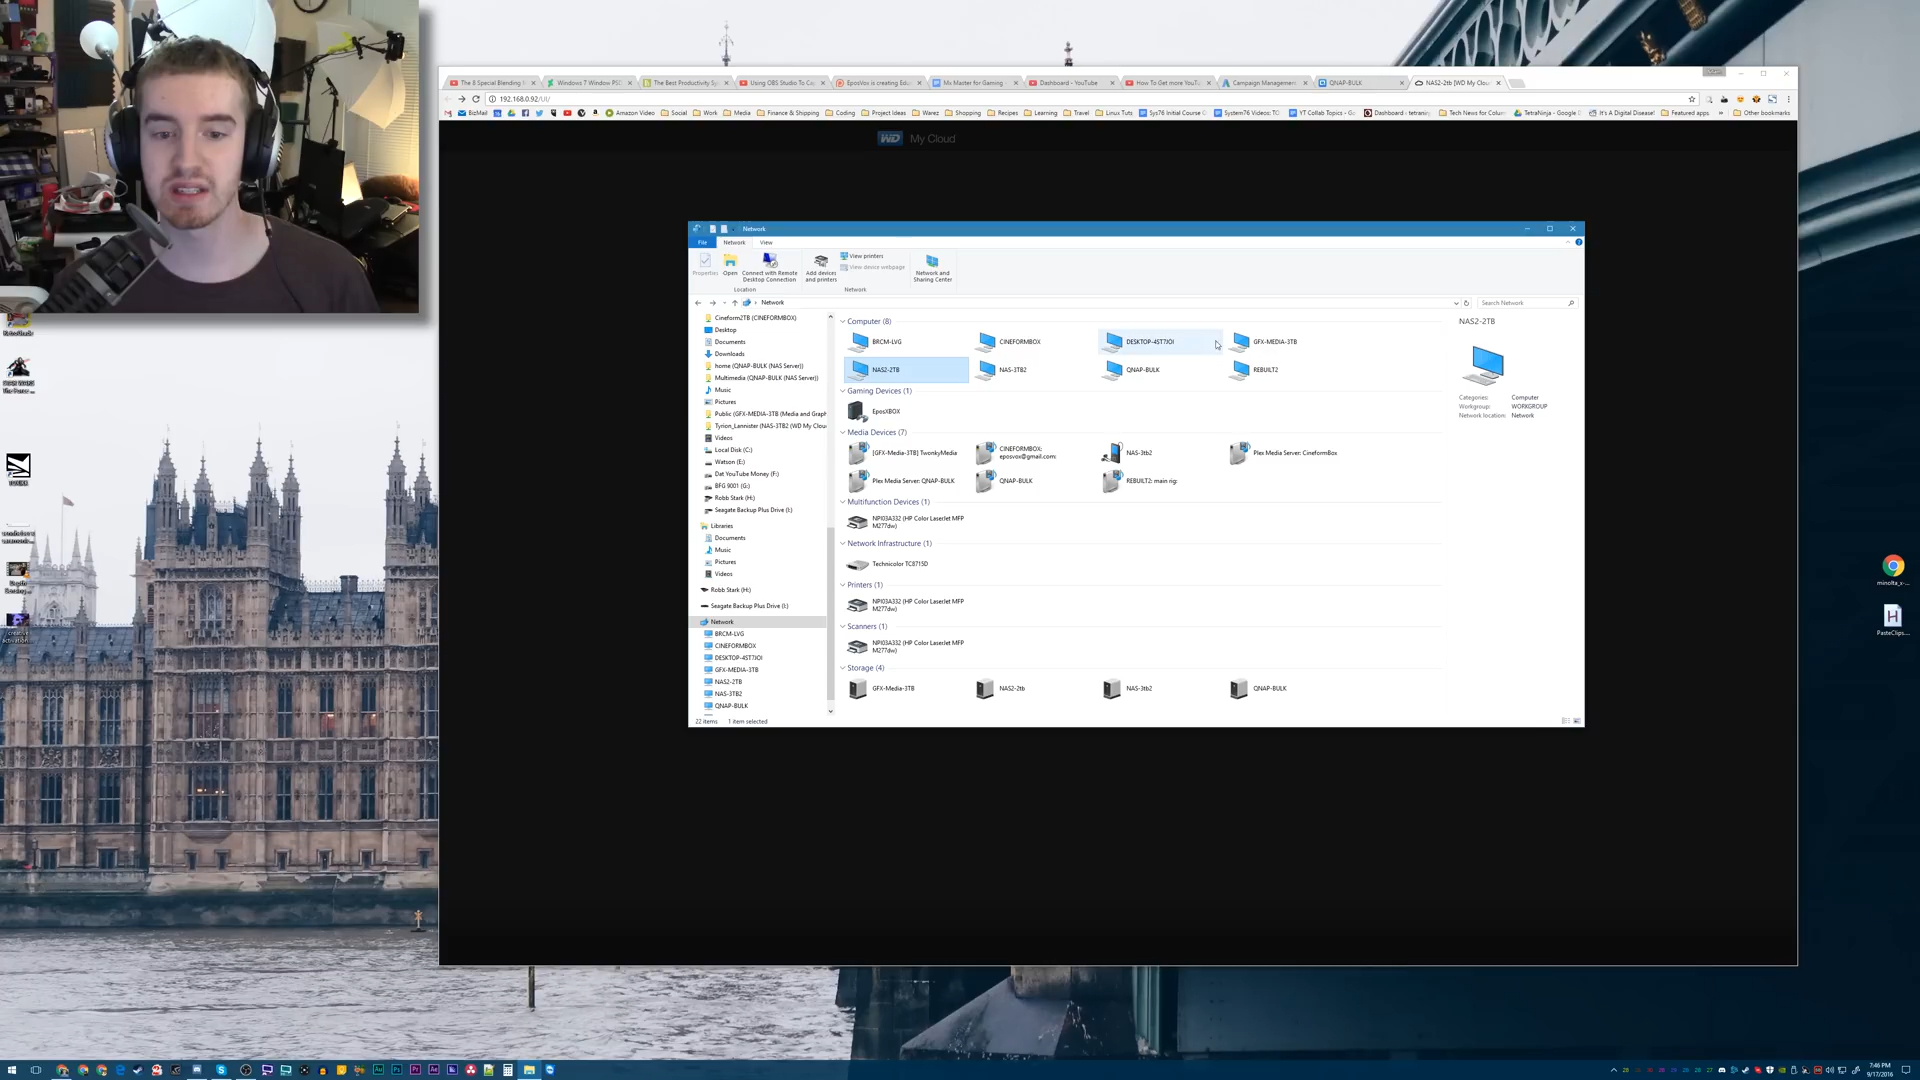 The 8 Special Blending M
Windows 7 Window PSD
The Best Productivity Sy
Using OBS Studio To Cap
EposVox is creating Edu
Mx Master for Gaming -
Dashboard - YouTube
How To Get more YouTu
Campaign Management
QNAP-BULK
NAS2-2tb [WD My Clou
192.168.0.92/UI/
BizMail
Amazon Video
Social
Work
Media
Finance & Shipping
Coding
Project Ideas
Warez
Shopping
Recipes
Learning
Travel
Linux Tuts
Sys76 Initial Course O
System76 Videos: TO
YT Collab Topics - Go
Dashboard : tetranin
Tech News for Colum
TetraNinja - Google D
It's A Digital Disease!
Featured apps
Other bookmarks
WD My Cloud
Network
File
Network
View
Properties
Open
Connect with Remote
Desktop Connection
Add devices
and printers
View printers
View device webpage
Network and
Sharing Center
Location
Network
Network
Search Network
Cineform2TB (CINEFORMBOX)
Desktop
Documents
Downloads
home (QNAP-BULK (NAS Server))
Multimedia (QNAP-BULK (NAS Server))
Music
Pictures
Public (GFX-MEDIA-3TB (Media and Graph
Tyrion_Lannister (NAS-3TB2 (WD My Clou
Videos
Local Disk (C:)
Watson (E:)
Dat YouTube Money (F:)
BFG 9001 (G:)
Robb Stark (H:)
Seagate Backup Plus Drive (I:)
Libraries
Documents
Music
Pictures
Videos
Robb Stark (H:)
Seagate Backup Plus Drive (I:)
Network
BRCM-LVG
CINEFORMBOX
DESKTOP-4ST7JOI
GFX-MEDIA-3TB
NAS2-2TB
NAS-3TB2
QNAP-BULK
Computer (8)
BRCM-LVG
CINEFORMBOX
DESKTOP-4ST7JOI
GFX-MEDIA-3TB
NAS2-2TB
NAS-3TB2
QNAP-BULK
REBUILT2
Gaming Devices (1)
EposXBOX
Media Devices (7)
[GFX-Media-3TB] TwonkyMedia
CINEFORMBOX:
eposvox@gmail.com:
NAS-3tb2
Plex Media Server: CineformBox
Plex Media Server: QNAP-BULK
QNAP-BULK
REBUILT2: main rig:
Multifunction Devices (1)
NPI03A332 (HP Color LaserJet MFP
M277dw)
Network Infrastructure (1)
Technicolor TC8715D
Printers (1)
NPI03A332 (HP Color LaserJet MFP
M277dw)
Scanners (1)
NPI03A332 (HP Color LaserJet MFP
M277dw)
Storage (4)
GFX-Media-3TB
NAS2-2tb
NAS-3tb2
QNAP-BULK
NAS2-2TB
Categories: Computer
Workgroup: WORKGROUP
Network location: Network
22 items
1 item selected
minolta_x-...
PasteClips...
7:46 PM
9/17/2016